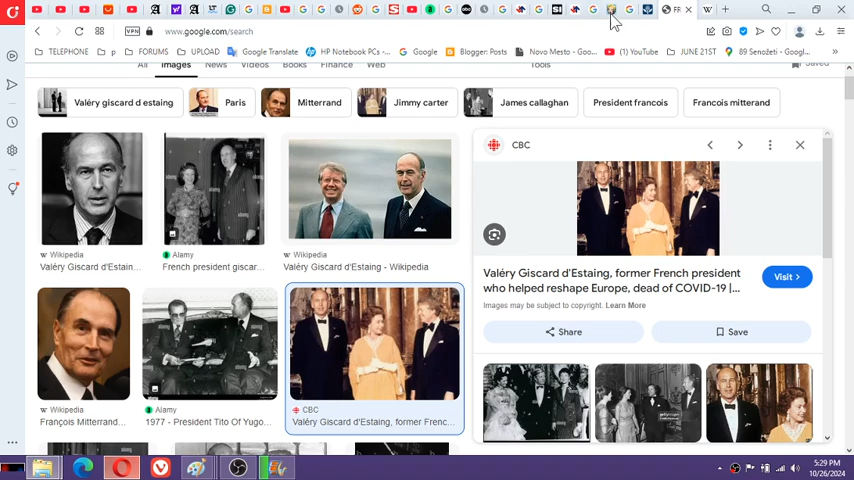 FF
VPN
www.google.com/search
TELEPHONE
p
FORUMS
UPLOAD
Google Translate
HP Notebook PCs -...
Google
Blogger: Posts
Novo Mesto - Goo...
(1) YouTube
JUNE 21ST
89 Senožeti - Googl...
All
Images
News
Videos
Books
Finance
Web
Tools
Saved
Valéry giscard d estaing
Paris
Mitterrand
Jimmy carter
James callaghan
President francois
Francois mitterand
CBC
Wikipedia
Valéry Giscard d'Estain...
Alamy
French president giscar...
Wikipedia
Valéry Giscard d'Estaing - Wikipedia
Valéry Giscard d'Estaing, former French president
who helped reshape Europe, dead of COVID-19 |...
Visit >
Images may be subject to copyright. Learn More
Share
Save
Wikipedia
François Mitterrand...
Alamy
1977 - President Tito Of Yugo...
CBC
Valéry Giscard d'Estaing, former Frenc...
5:29 PM
10/26/2024